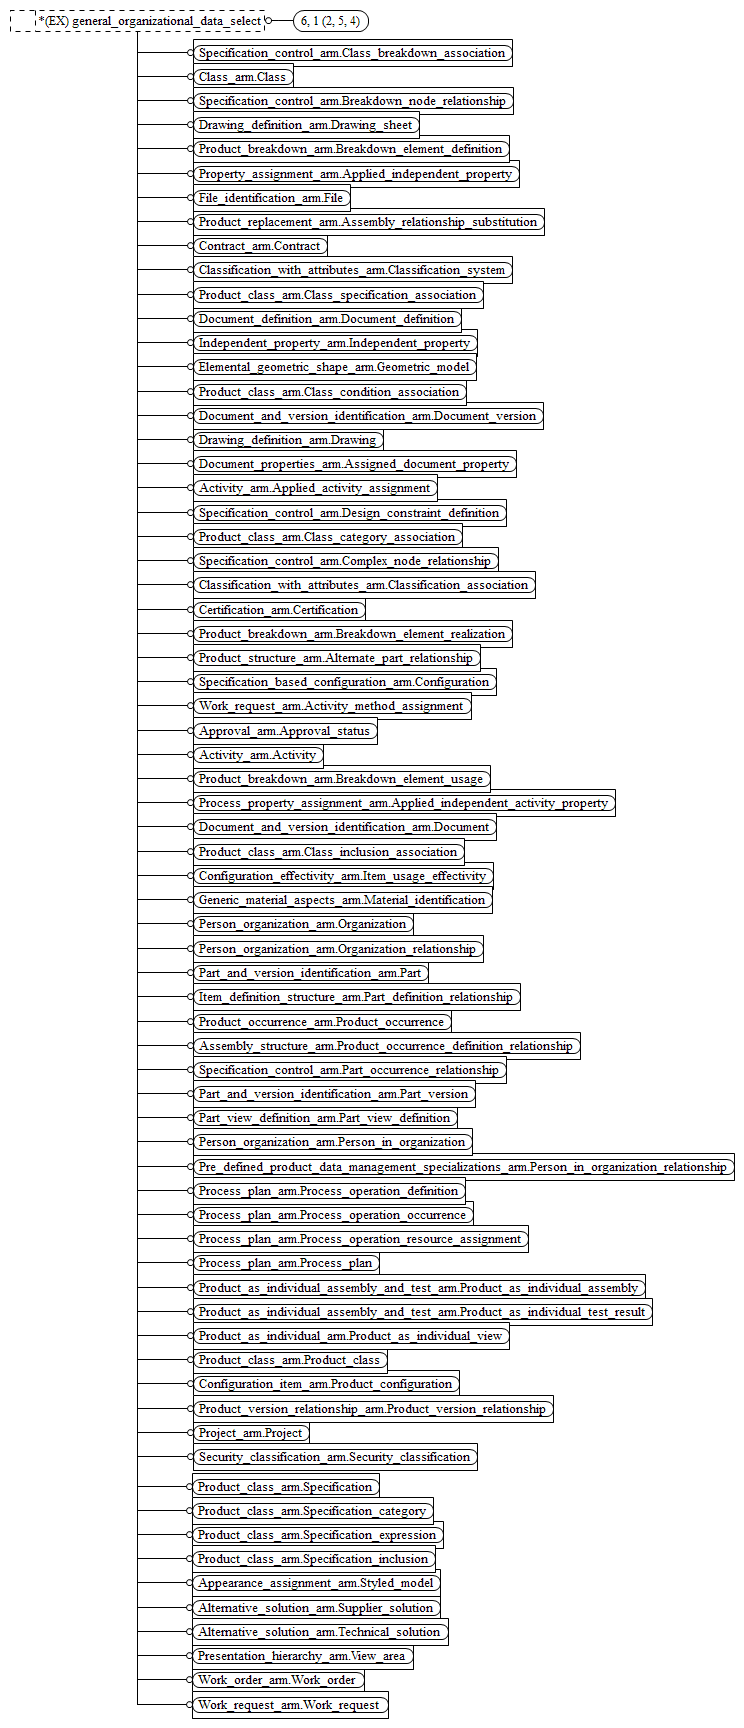 *(EX) general_organizational_data_select
6, 1 (2, 5, 4)
Specification_control_arm.Class_breakdown_association
Class_arm.Class
Specification_control_arm.Breakdown_node_relationship
Drawing_definition_arm.Drawing_sheet
Product_breakdown_arm.Breakdown_element_definition
Property_assignment_arm.Applied_independent_property
File_identification_arm.File
Product_replacement_arm.Assembly_relationship_substitution
Contract_arm.Contract
Classification_with_attributes_arm.Classification_system
Product_class_arm.Class_specification_association
Document_definition_arm.Document_definition
Independent_property_arm.Independent_property
Elemental_geometric_shape_arm.Geometric_model
Product_class_arm.Class_condition_association
Document_and_version_identification_arm.Document_version
Drawing_definition_arm.Drawing
Document_properties_arm.Assigned_document_property
Activity_arm.Applied_activity_assignment
Specification_control_arm.Design_constraint_definition
Product_class_arm.Class_category_association
Specification_control_arm.Complex_node_relationship
Classification_with_attributes_arm.Classification_association
Certification_arm.Certification
Product_breakdown_arm.Breakdown_element_realization
Product_structure_arm.Alternate_part_relationship
Specification_based_configuration_arm.Configuration
Work_request_arm.Activity_method_assignment
Approval_arm.Approval_status
Activity_arm.Activity
Product_breakdown_arm.Breakdown_element_usage
Process_property_assignment_arm.Applied_independent_activity_property
Document_and_version_identification_arm.Document
Product_class_arm.Class_inclusion_association
Configuration_effectivity_arm.Item_usage_effectivity
Generic_material_aspects_arm.Material_identification
Person_organization_arm.Organization
Person_organization_arm.Organization_relationship
Part_and_version_identification_arm.Part
Item_definition_structure_arm.Part_definition_relationship
Product_occurrence_arm.Product_occurrence
Assembly_structure_arm.Product_occurrence_definition_relationship
Specification_control_arm.Part_occurrence_relationship
Part_and_version_identification_arm.Part_version
Part_view_definition_arm.Part_view_definition
Person_organization_arm.Person_in_organization
Pre_defined_product_data_management_specializations_arm.Person_in_organization_relationship
Process_plan_arm.Process_operation_definition
Process_plan_arm.Process_operation_occurrence
Process_plan_arm.Process_operation_resource_assignment
Process_plan_arm.Process_plan
Product_as_individual_assembly_and_test_arm.Product_as_individual_assembly
Product_as_individual_assembly_and_test_arm.Product_as_individual_test_result
Product_as_individual_arm.Product_as_individual_view
Product_class_arm.Product_class
Configuration_item_arm.Product_configuration
Product_version_relationship_arm.Product_version_relationship
Project_arm.Project
Security_classification_arm.Security_classification
Product_class_arm.Specification
Product_class_arm.Specification_category
Product_class_arm.Specification_expression
Product_class_arm.Specification_inclusion
Appearance_assignment_arm.Styled_model
Alternative_solution_arm.Supplier_solution
Alternative_solution_arm.Technical_solution
Presentation_hierarchy_arm.View_area
Work_order_arm.Work_order
Work_request_arm.Work_request